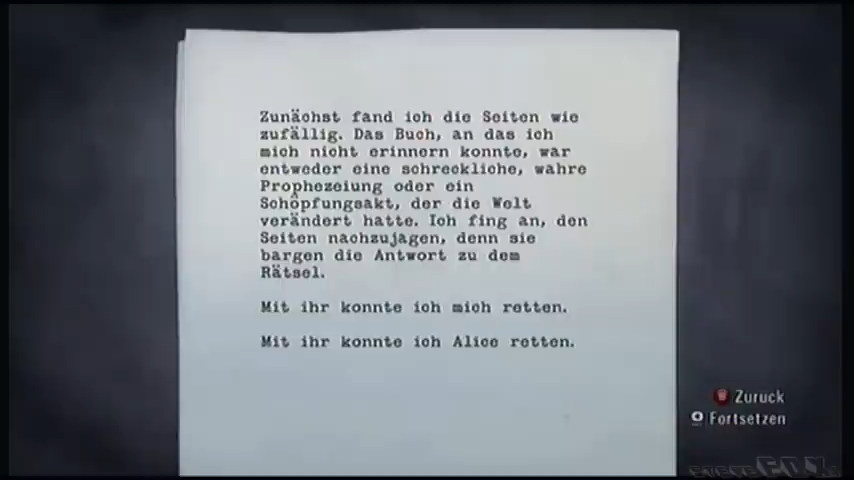 Zunächst fand ich die Seiten wie
zufällig. Das Buch, an das ich
mich nicht erinnern konnte, war
entweder eine schreckliche, wahre
Prophezeiung oder ein
Schöpfungsakt, der die Welt
verändert hatte. Ich fing an, den
Seiten nachzujagen, denn sie
bargen die Antwort zu dem
Rätsel.
Mit ihr konnte ich mich retten.
Mit ihr konnte ich Alice retten.
Zurück
Fortsetzen